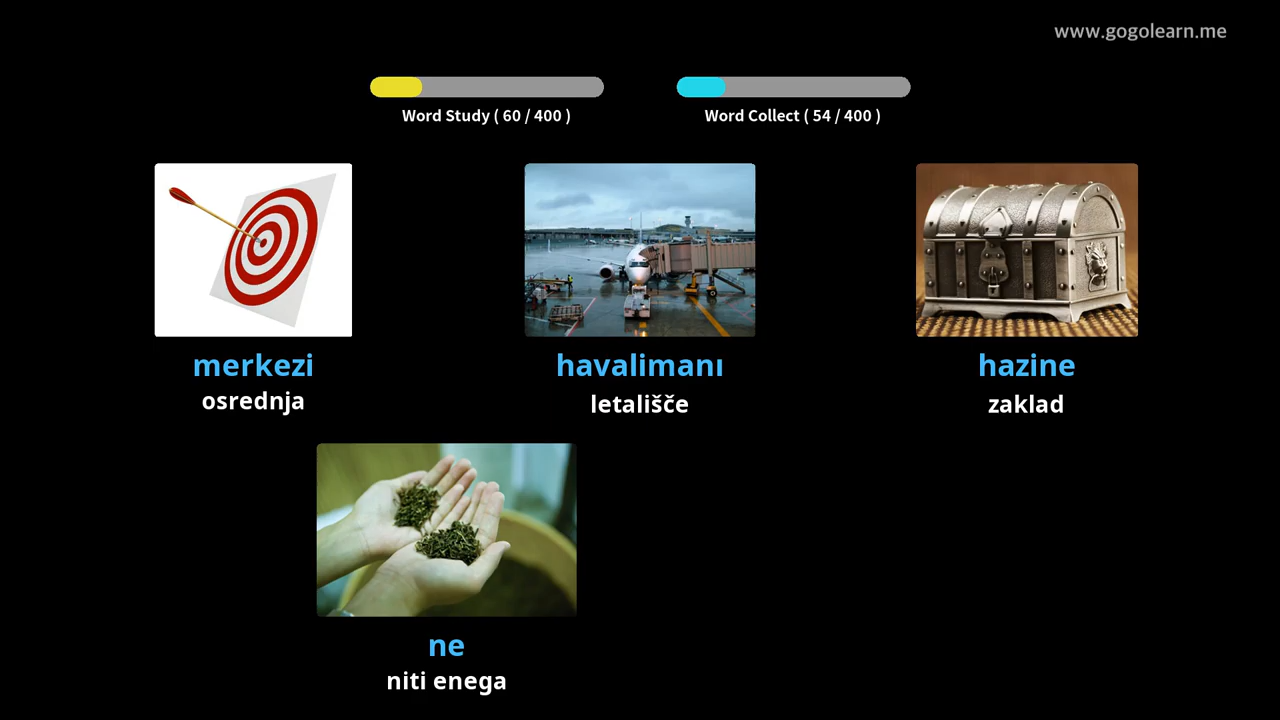 www.gogolearn.me
Word Study ( 60 / 400 )
Word Collect ( 54 / 400 )
merkezi
osrednja
havalimanı
letališče
hazine
zaklad
ne
niti enega